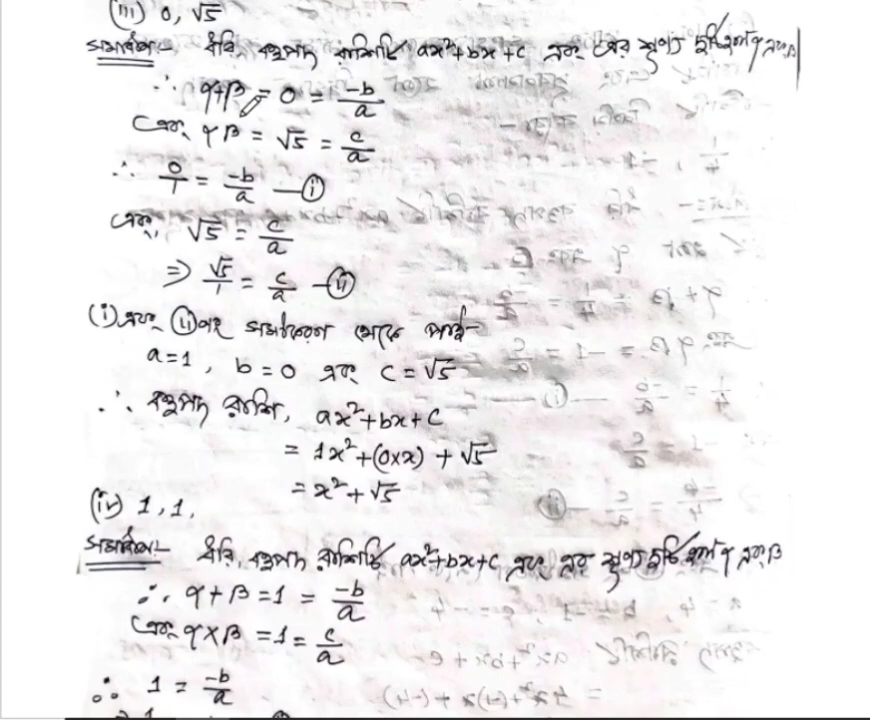 (iii) 0, √5
সমাধান:- ধরি, বহুপদ রাশিটি ax²+bx+c এবং এর শূণ্য দুটি হ'ল α এবং β
∴ α+β = 0 = -b/a
এবং αβ = √5 = c/a
∴ 0/1 = -b/a —(i)
এবং, √5 = c/a
⇒ √5/1 = c/a —(ii)
(i) এবং (ii) নং সমীকরণ থেকে পাই-
a=1, b=0 এবং c=√5
∴ বহুপদ রাশি, ax²+bx+c
= 1x²+(0×x) + √5
= x²+√5
(iv) 1, 1.
সমাধান:- ধরি, বহুপদ রাশিটি ax²+bx+c এবং এর শূণ্য দুটি হ'ল α এবং β
∴ α+β =1 = -b/a
এবং α×β =1= c/a
∴ 1 = -b/a